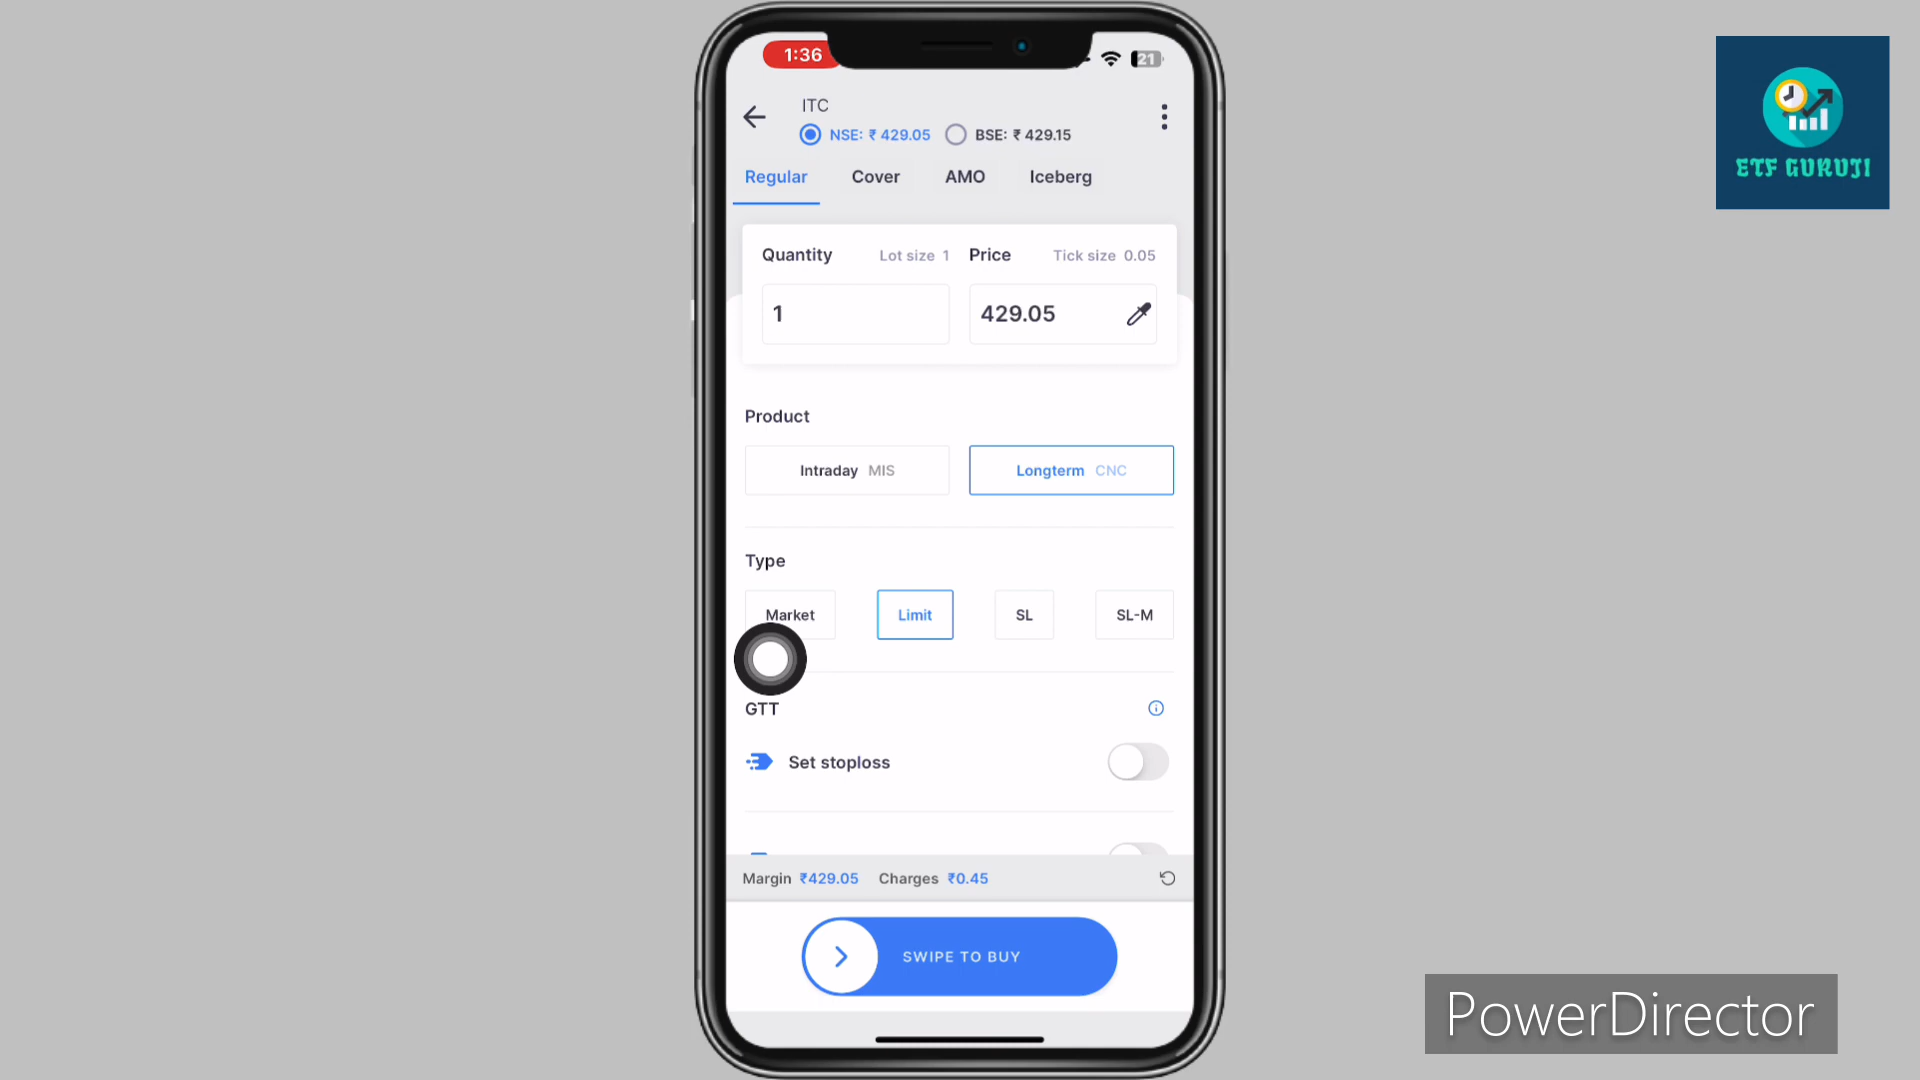 1:36
21
ITC
NSE: ₹ 429.05 BSE: ₹ 429.15
Regular Cover AMO Iceberg
Quantity Lot size 1 Price Tick size 0.05
1 429.05
Product
Intraday MIS Longterm CNC
Type
Market Limit SL SL-M
GTT
Set stoploss
Margin ₹429.05 Charges ₹0.45
SWIPE TO BUY
ETF GURUJI
PowerDirector